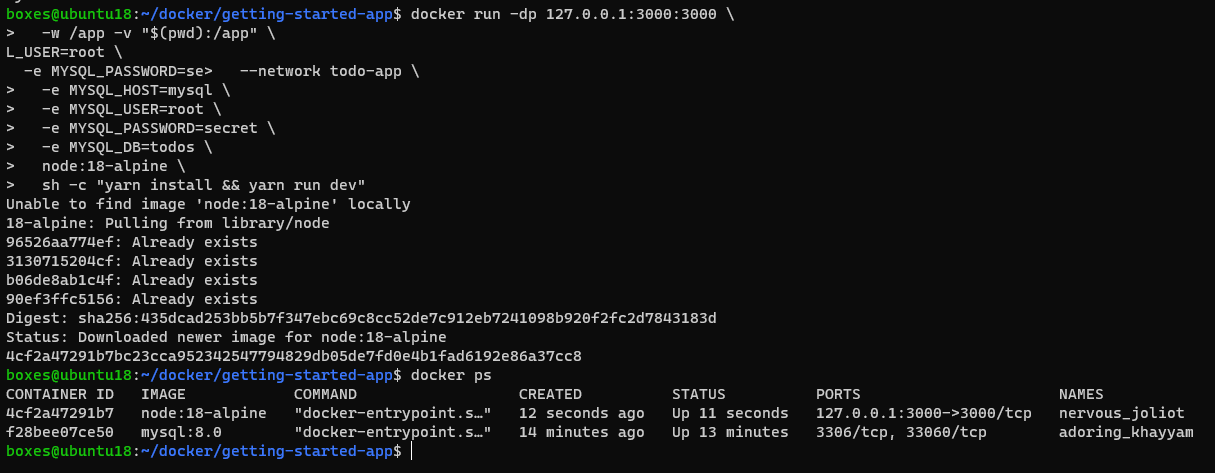 boxes@ubuntu18:~/docker/getting-started-app$ docker run -dp 127.0.0.1:3000:3000 \
>   -w /app -v "$(pwd):/app" \
L_USER=root \
  -e MYSQL_PASSWORD=se>   --network todo-app \
>   -e MYSQL_HOST=mysql \
>   -e MYSQL_USER=root \
>   -e MYSQL_PASSWORD=secret \
>   -e MYSQL_DB=todos \
>   node:18-alpine \
>   sh -c "yarn install && yarn run dev"
Unable to find image 'node:18-alpine' locally
18-alpine: Pulling from library/node
96526aa774ef: Already exists
3130715204cf: Already exists
b06de8ab1c4f: Already exists
90ef3ffc5156: Already exists
Digest: sha256:435dcad253bb5b7f347ebc69c8cc52de7c912eb7241098b920f2fc2d7843183d
Status: Downloaded newer image for node:18-alpine
4cf2a47291b7bc23cca952342547794829db05de7fd0e4b1fad6192e86a37cc8
boxes@ubuntu18:~/docker/getting-started-app$ docker ps
CONTAINER ID   IMAGE            COMMAND                  CREATED          STATUS          PORTS                      NAMES
4cf2a47291b7   node:18-alpine   "docker-entrypoint.s…"   12 seconds ago   Up 11 seconds   127.0.0.1:3000->3000/tcp   nervous_joliot
f28bee07ce50   mysql:8.0        "docker-entrypoint.s…"   14 minutes ago   Up 13 minutes   3306/tcp, 33060/tcp        adoring_khayyam
boxes@ubuntu18:~/docker/getting-started-app$